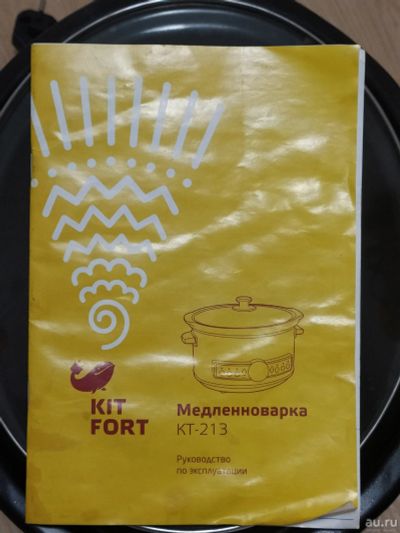 KIT
FORT
Медленноварка
КТ-213
Руководство
по эксплуатации
au.ru